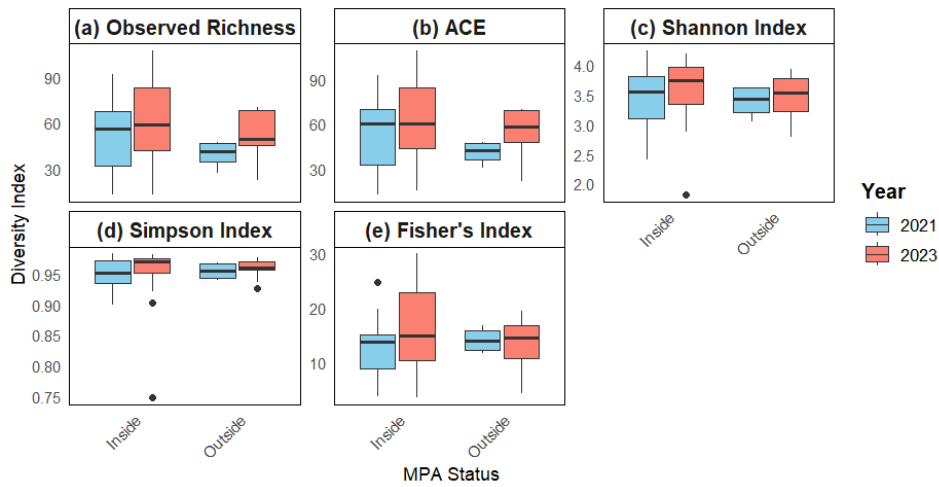 (a) Observed Richness
(b) ACE
(c) Shannon Index
90
60
30
90
60
30
4.0
3.5
3.0
2.5
2.0
Inside
Outside
Diversity Index
(d) Simpson Index
(e) Fisher's Index
0.95
0.90
0.85
0.80
0.75
30
20
10
Inside
Outside
Inside
Outside
MPA Status
Year
2021
2023